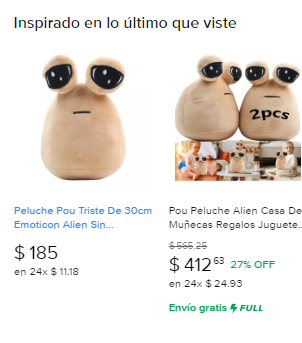 Inspirado en lo último que viste
2pcs
Peluche Pou Triste De 30cm
Emoticon Alien Sin...
$ 185
en 24x $ 11.18
Pou Peluche Alien Casa De
Muñecas Regalos Juguete...
$ 565.25
$ 412 63 27% OFF
en 24x $ 24.93
Envío gratis FULL